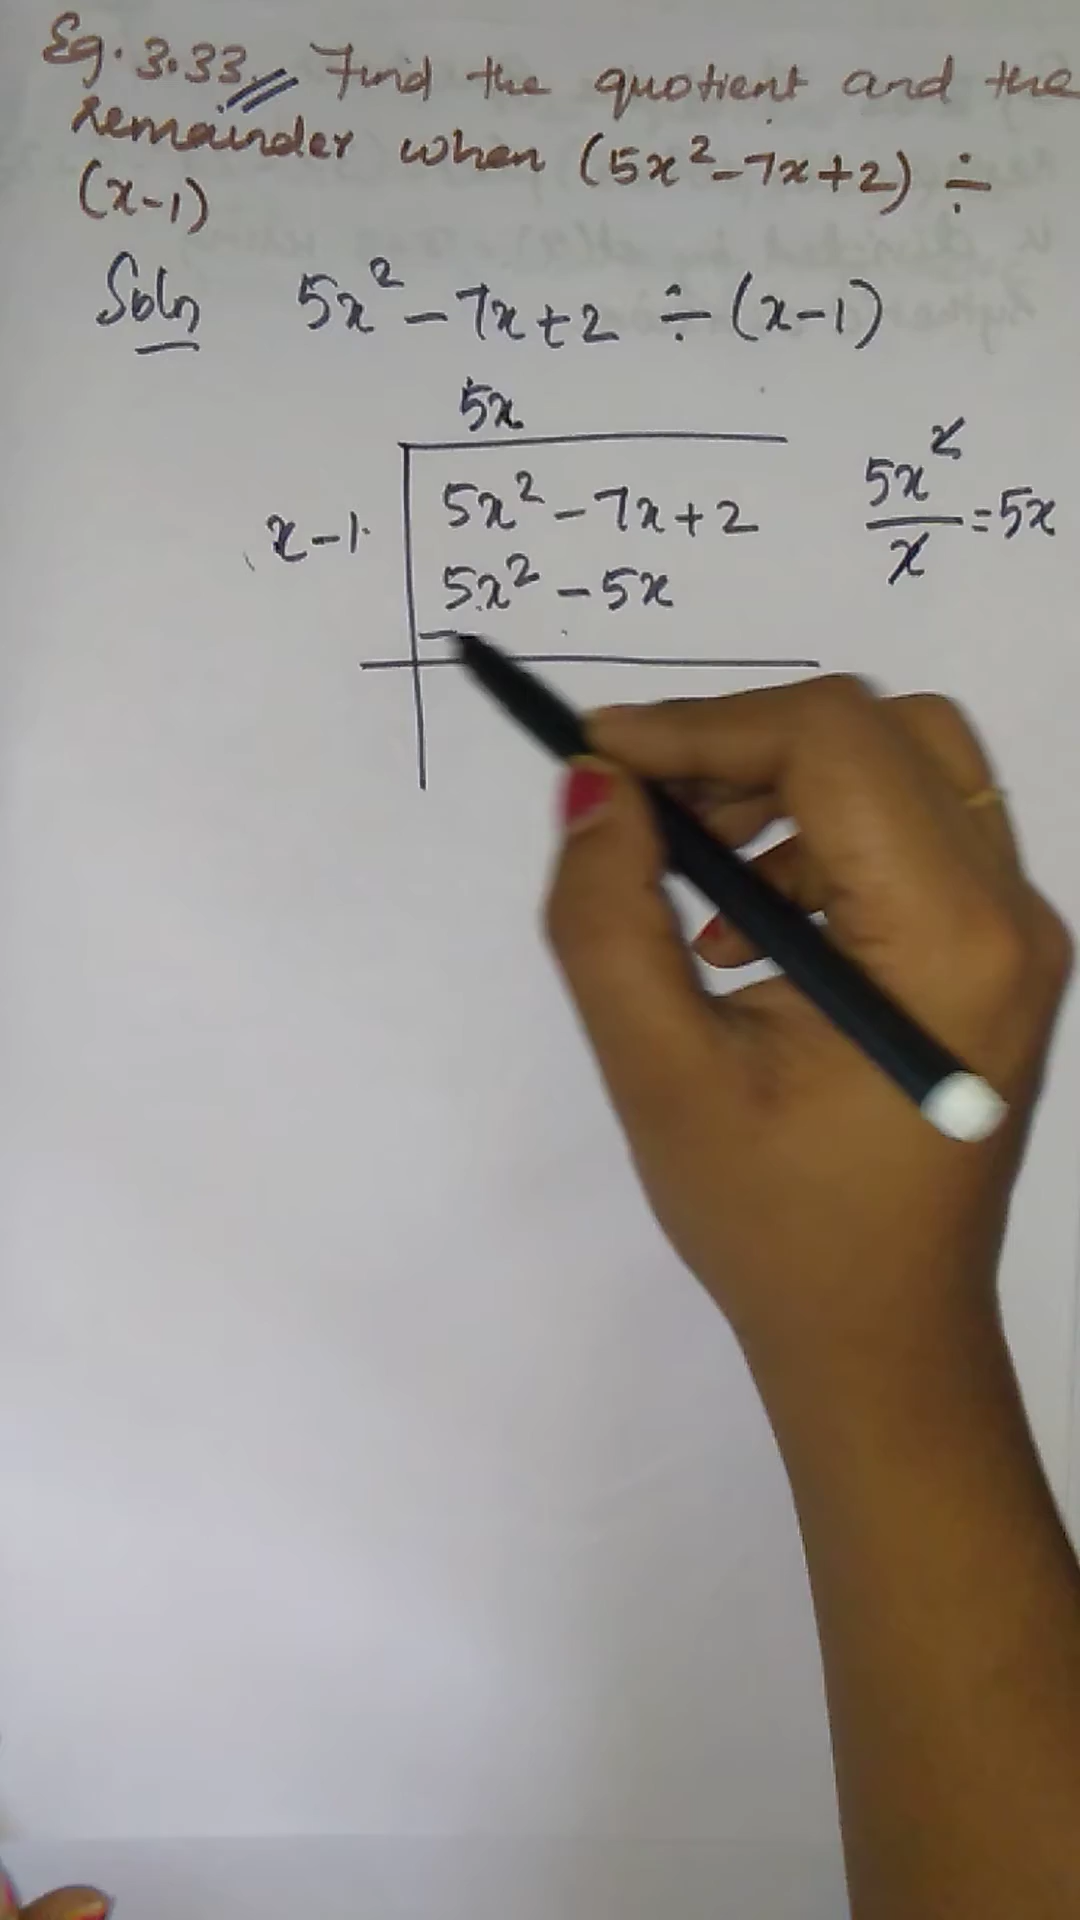 Eg. 3.33 Find the quotient and the
remainder when (5x² - 7x + 2) ÷
(x-1)
Soln 5x² - 7x + 2 ÷ (x-1)
5x
x-1 5x² - 7x + 2 5x²/x = 5x
5x² - 5x
-